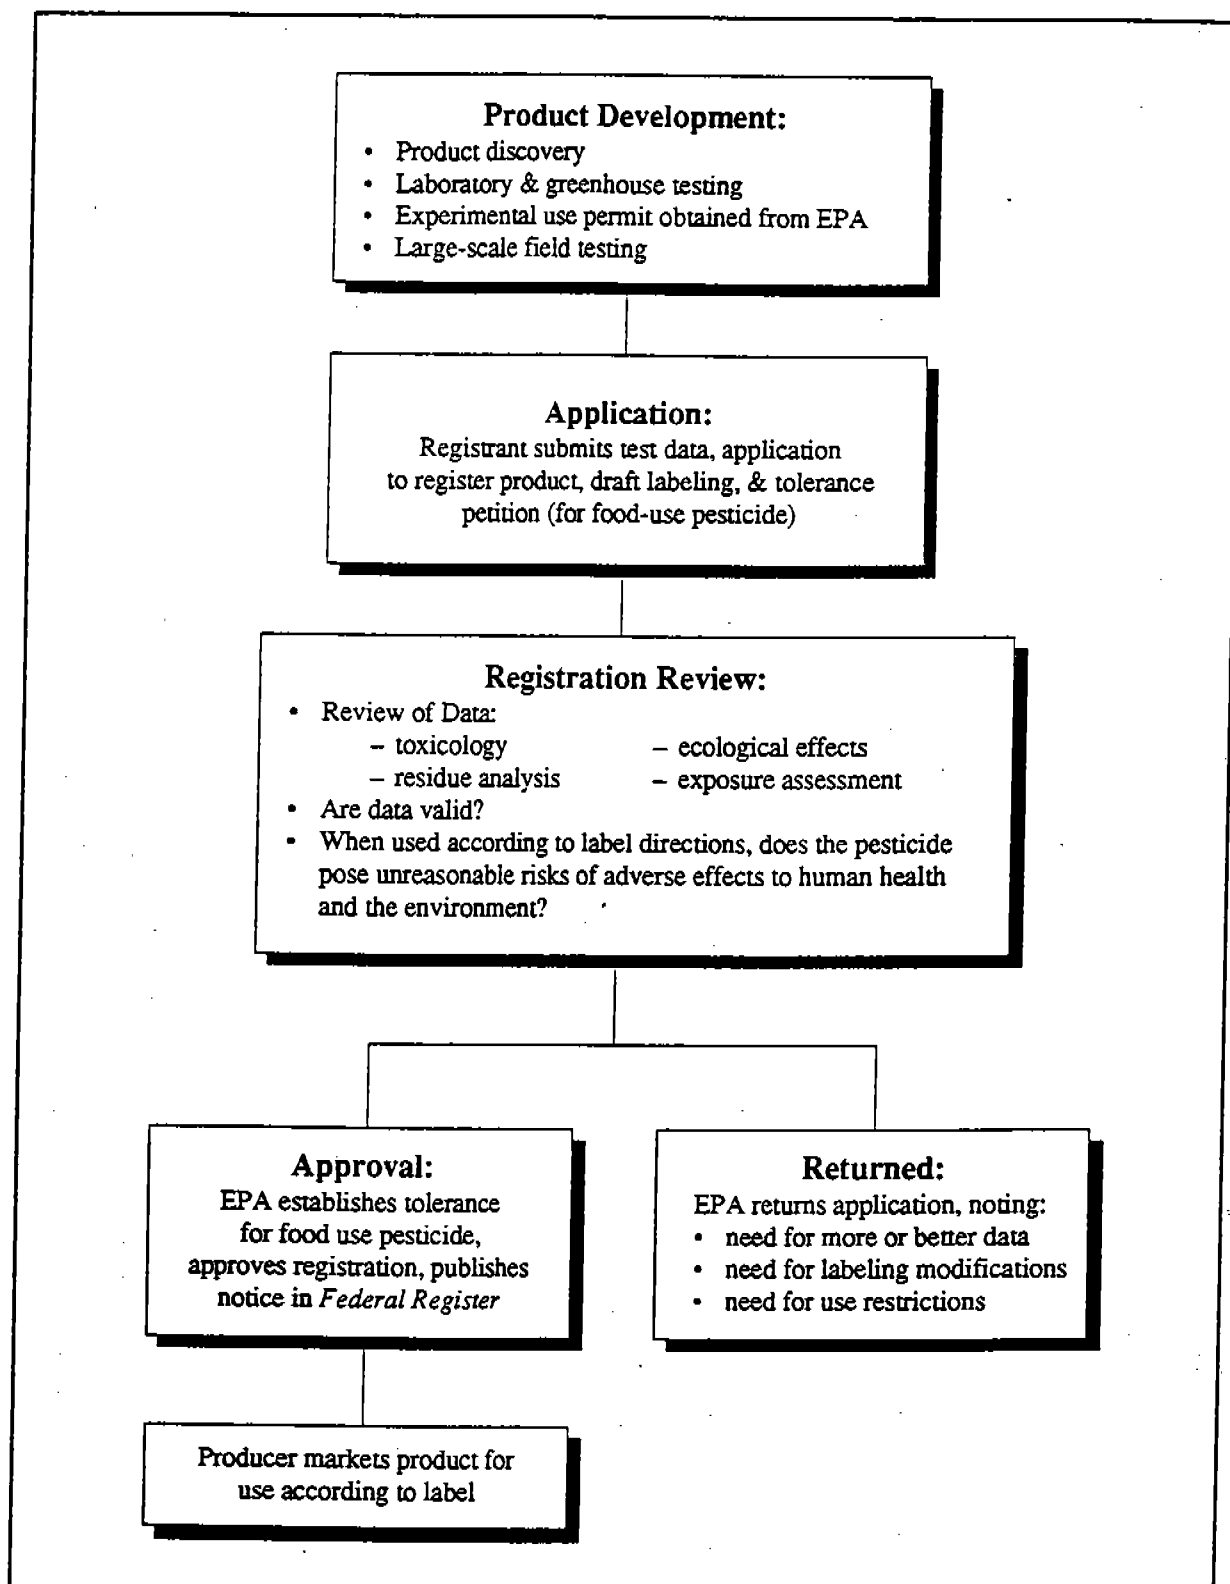 Product Development:
• Product discovery
• Laboratory & greenhouse testing
• Experimental use permit obtained from EPA
• Large-scale field testing
Application:
Registrant submits test data, application
to register product, draft labeling, & tolerance
petition (for food-use pesticide)
Registration Review:
• Review of Data:
– toxicology – ecological effects
– residue analysis – exposure assessment
• Are data valid?
• When used according to label directions, does the pesticide
pose unreasonable risks of adverse effects to human health
and the environment?
Approval:
EPA establishes tolerance
for food use pesticide,
approves registration, publishes
notice in Federal Register
Returned:
EPA returns application, noting:
• need for more or better data
• need for labeling modifications
• need for use restrictions
Producer markets product for
use according to label